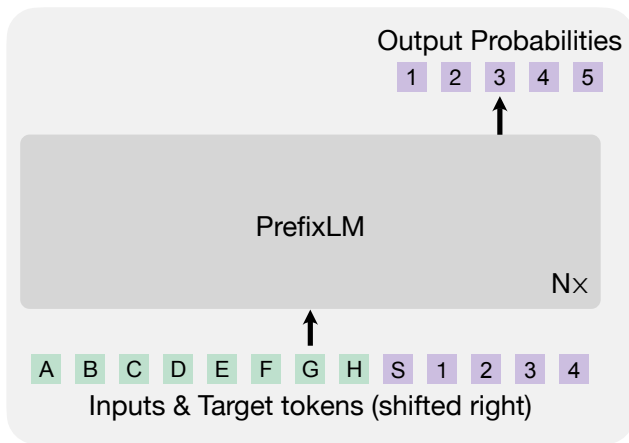 Output Probabilities
1 2 3 4 5
PrefixLM
N×
A B C D E F G H S 1 2 3 4
Inputs & Target tokens (shifted right)